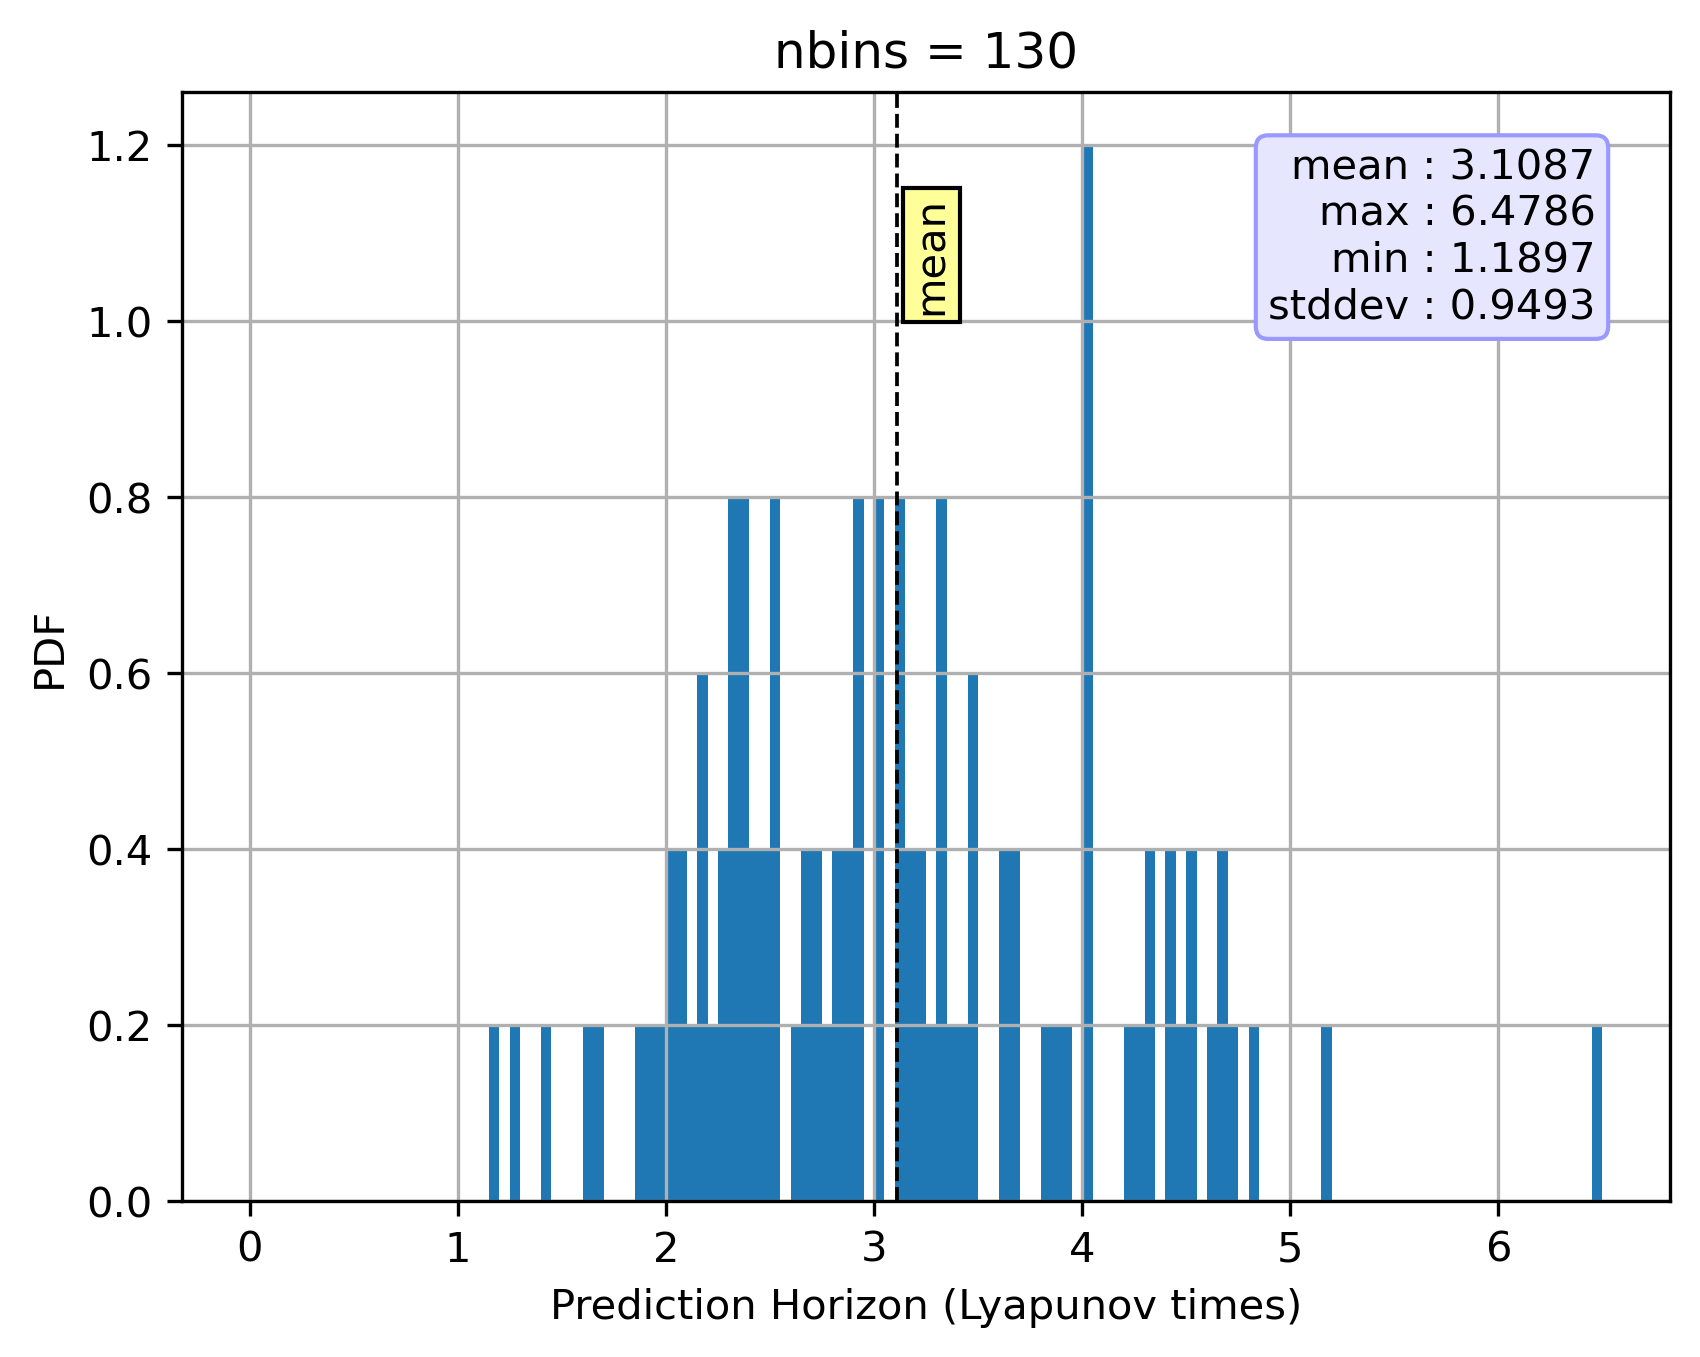 nbins = 130
1.2
1.0
0.8
0.6
0.4
0.2
0.0
PDF
mean
mean : 3.1087
max : 6.4786
min : 1.1897
stddev : 0.9493
0 1 2 3 4 5 6
Prediction Horizon (Lyapunov times)